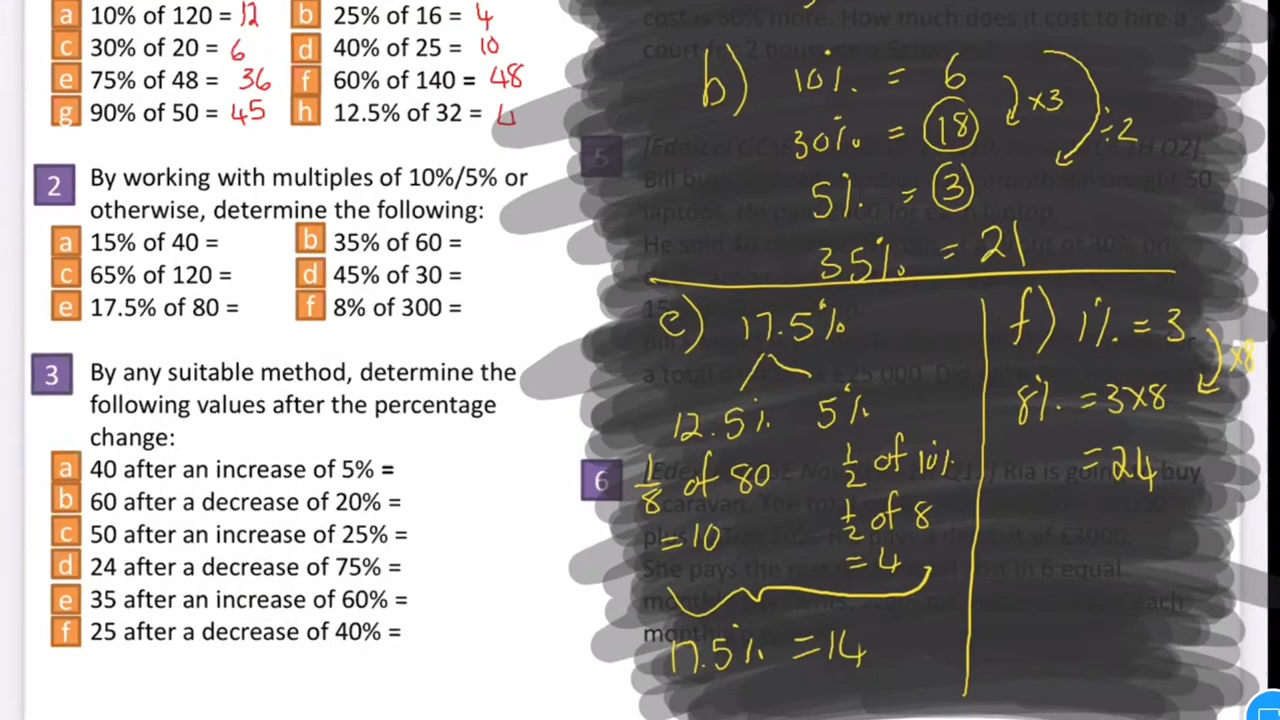 a 10% of 120 = 12 b 25% of 16 = 4
c 30% of 20 = 6 d 40% of 25 = 10
e 75% of 48 = 36 f 60% of 140 = 48
g 90% of 50 = 45 h 12.5% of 32 = 4
2 By working with multiples of 10%/5% or
otherwise, determine the following:
a 15% of 40 = b 35% of 60 =
c 65% of 120 = d 45% of 30 =
e 17.5% of 80 = f 8% of 300 =
3 By any suitable method, determine the
following values after the percentage
change:
a 40 after an increase of 5% =
b 60 after a decrease of 20% =
c 50 after an increase of 25% =
d 24 after a decrease of 75% =
e 35 after an increase of 60% =
f 25 after a decrease of 40% =
b) 10% = 6
×3
÷2
30% = 18
5% = 3
35% = 21
e) 17.5%
12.5% 5%
1/8 of 80 1/2 of 10%
= 10 1/2 of 8
= 4
17.5% = 14
f) 1% = 3
×8
8% = 3×8
= 24
5
6